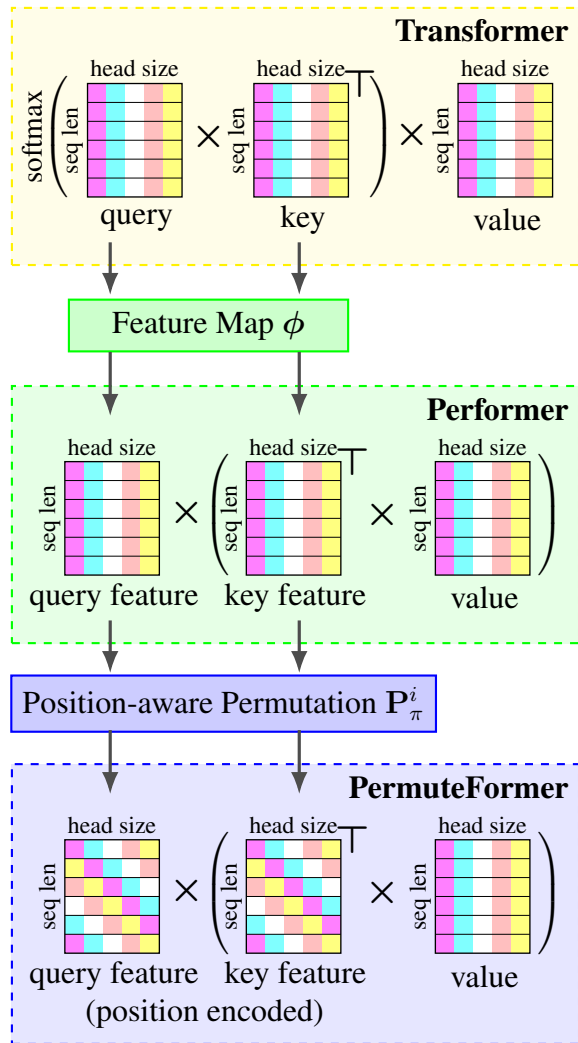 Transformer
head size head size⊤
softmax ( seq len × seq len ) × seq len
query key value
Feature Map ϕ
Performer
head size head size⊤ head size
seq len × ( seq len × seq len )
query feature key feature value
Position-aware Permutation P_π^i
PermuteFormer
head size head size⊤ head size
seq len × ( seq len × seq len )
query feature key feature value
(position encoded)